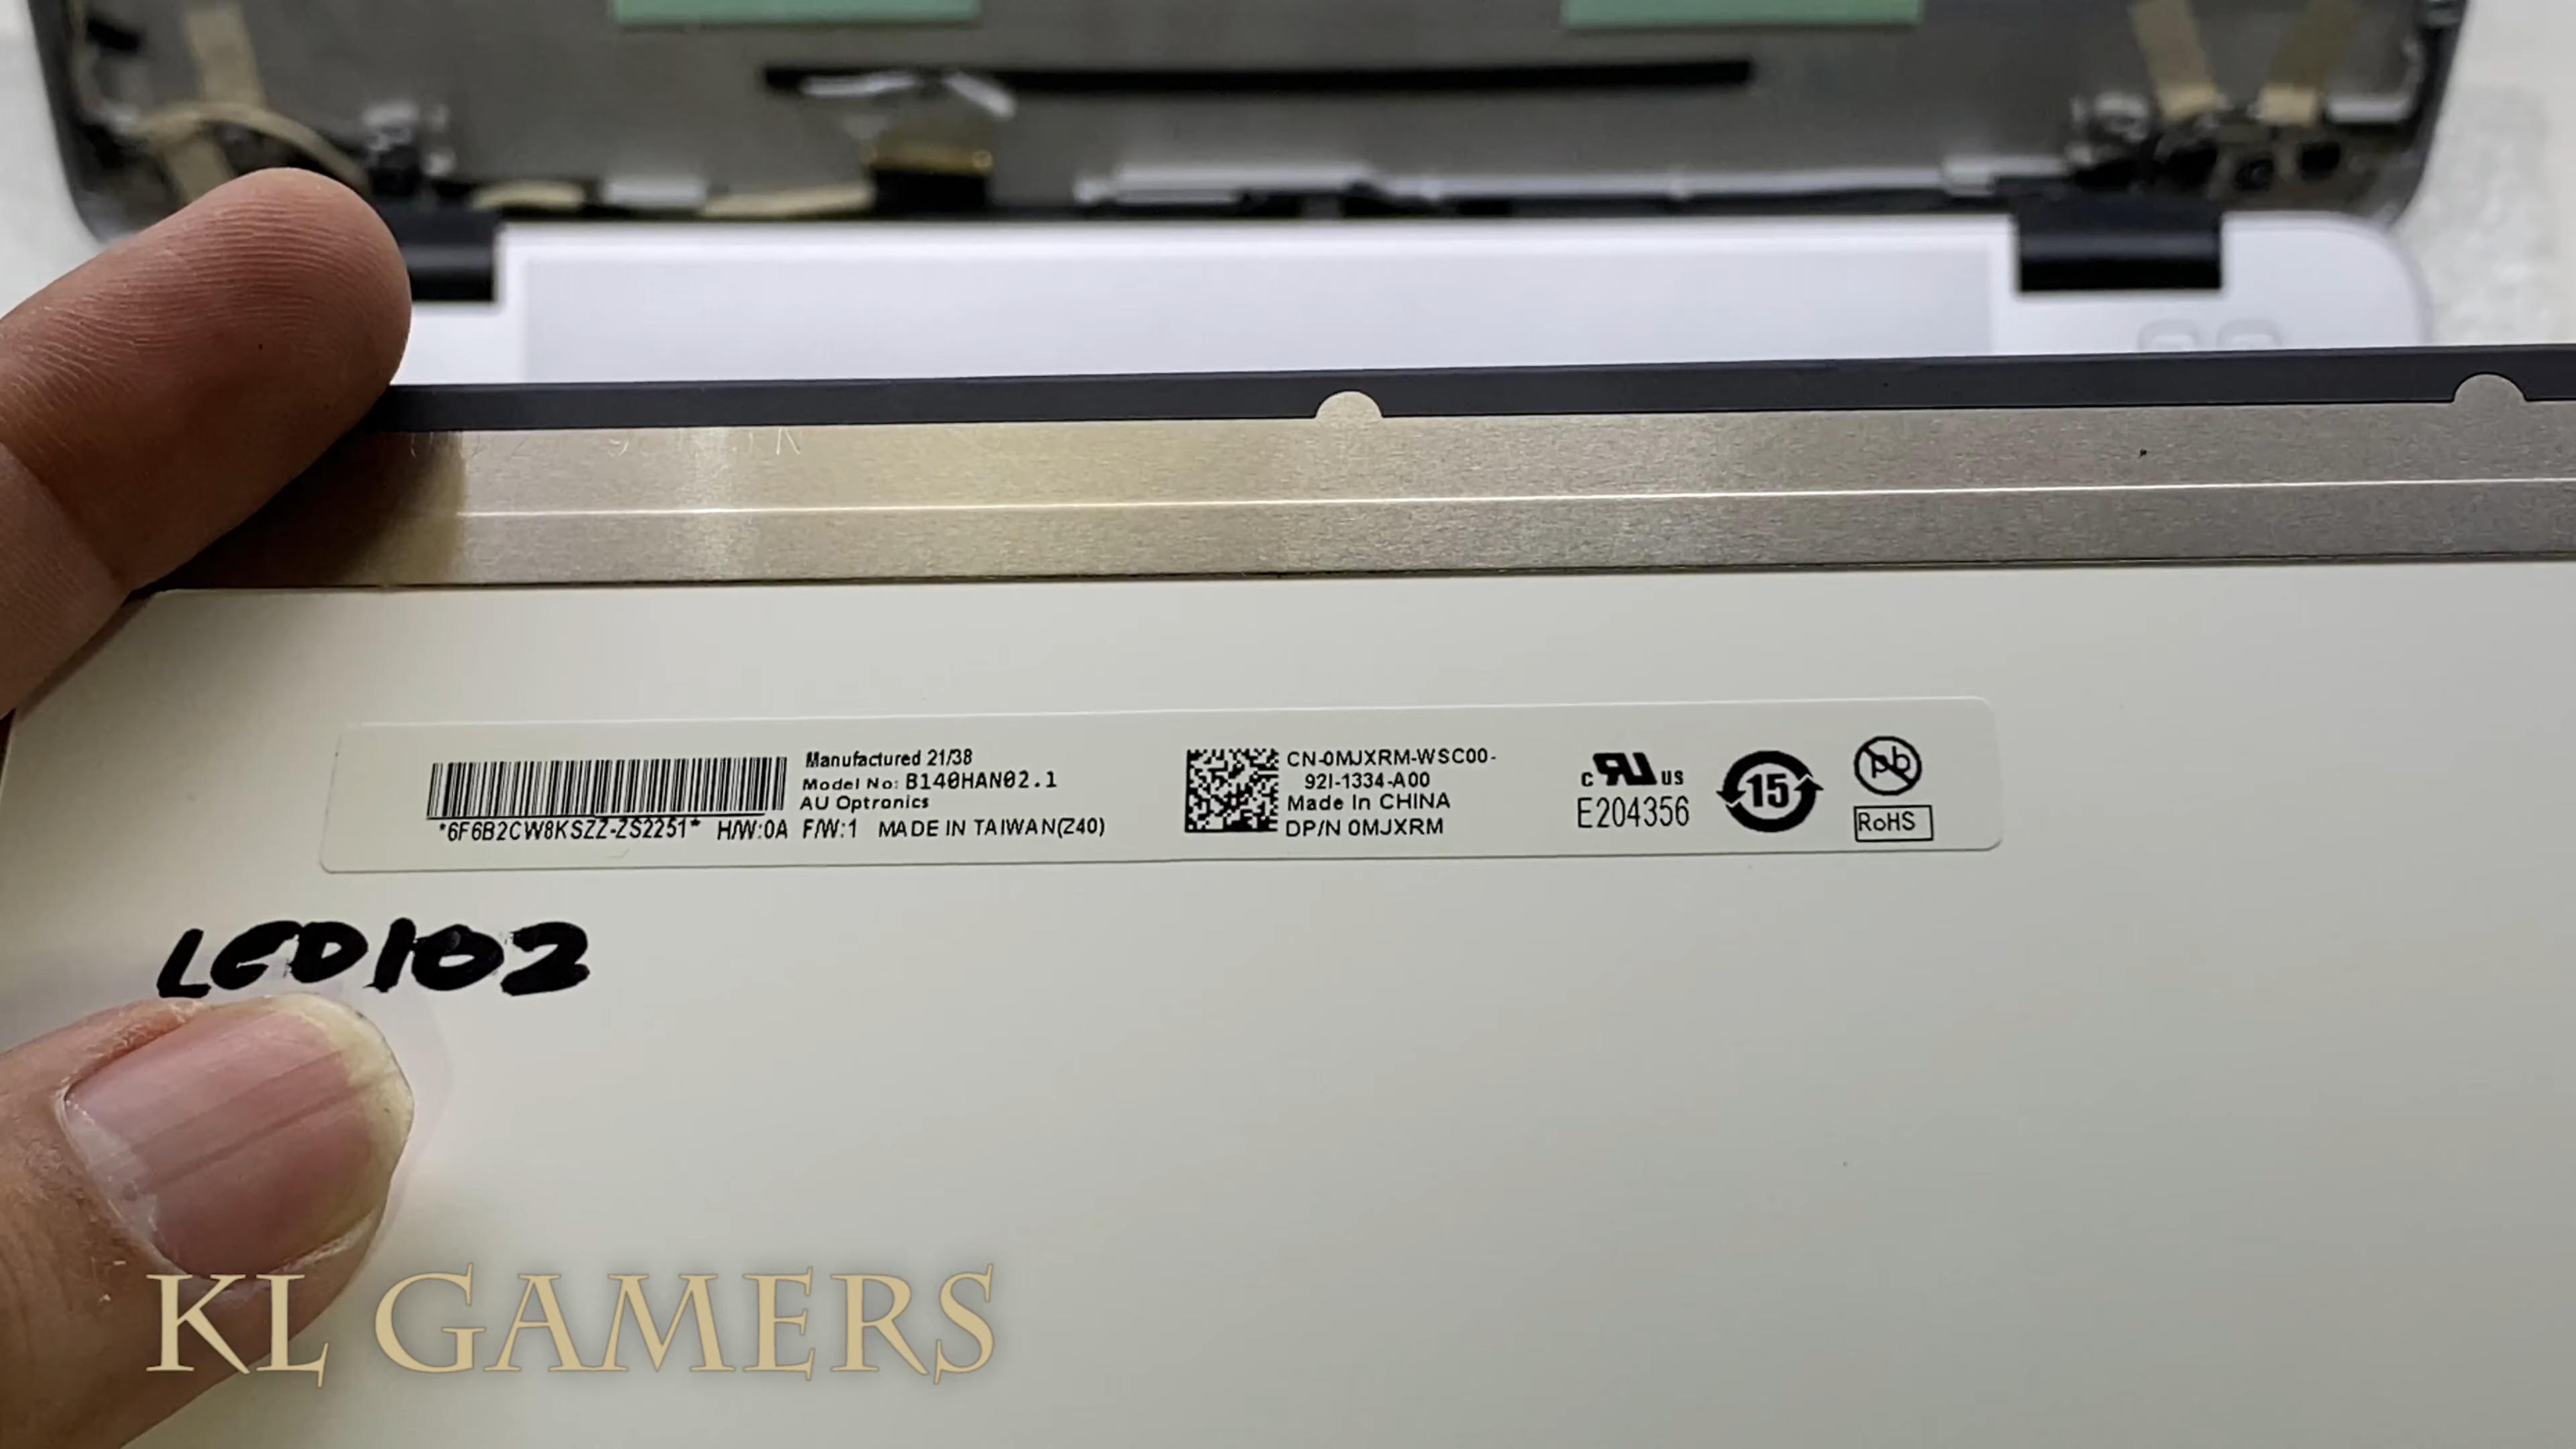 Manufactured 21/38
Model No: B140HAN02.1
AU Optronics
*6F6B2CW8KSZZ-ZS2251* H/W:0A F/W:1 MADE IN TAIWAN(Z40)
CN-0MJXRM-WSC00-
92I-1334-A00
Made In CHINA
DP/N 0MJXRM
c RU us
E204356
15
pb
RoHS
LCD102
KL GAMERS